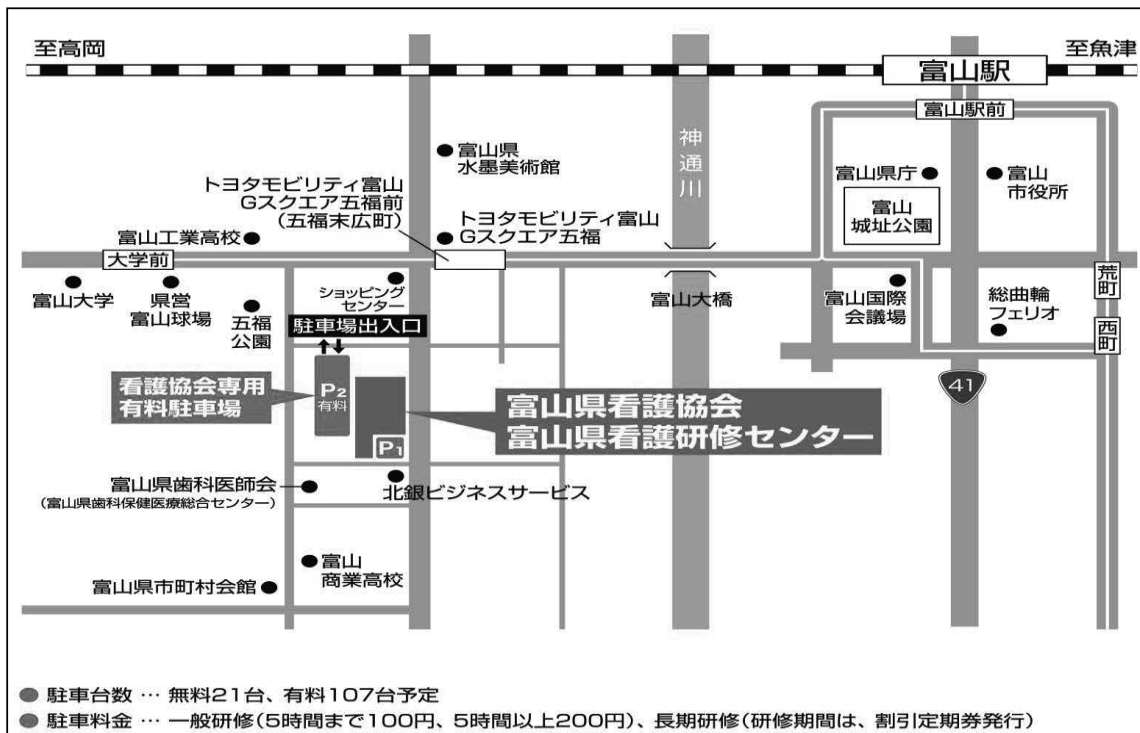 至高岡
至魚津
富山駅
富山駅前
神通川
富山県
水墨美術館
富山県庁
富山
市役所
トヨタモビリティ富山
Gスクエア五福前
(五福末広町)
富山
城址公園
トヨタモビリティ富山
Gスクエア五福
富山工業高校
大学前
荒町
富山大学
県営
富山球場
五福
公園
ショッピング
センター
富山大橋
富山国際
会議場
総曲輪
フェリオ
駐車場出入口
西町
看護協会専用
有料駐車場
P2
有料
P1
富山県看護協会
富山県看護研修センター
41
富山県歯科医師会
(富山県歯科保健医療総合センター)
北銀ビジネスサービス
富山
商業高校
富山県市町村会館
● 駐車台数 … 無料21台、有料107台予定
● 駐車料金 … 一般研修(5時間まで100円、5時間以上200円)、長期研修(研修期間は、割引定期券発行)